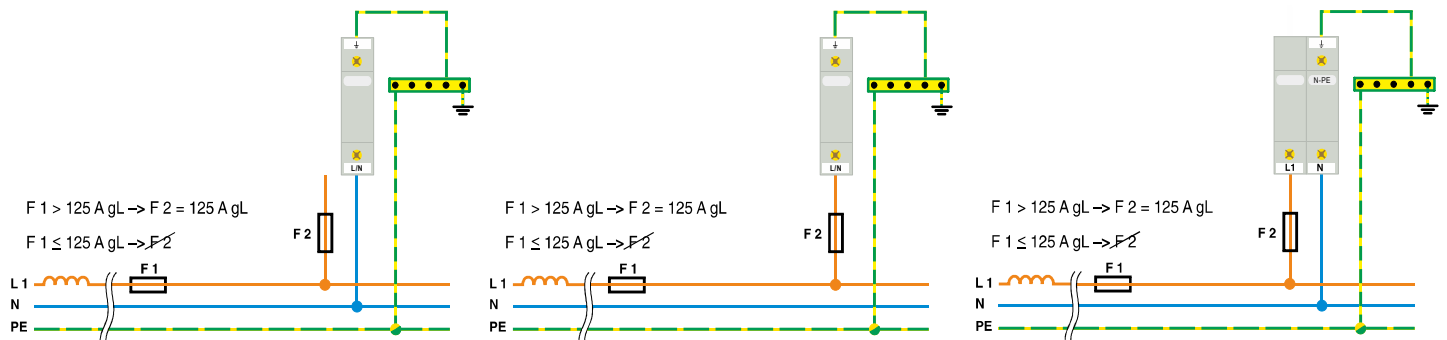 L/N
F 1 > 125 A gL –> F 2 = 125 A gL
F 1 ≤ 125 A gL –> F 2
F 2
F 1
L 1
N
PE
L/N
F 1 > 125 A gL –> F 2 = 125 A gL
F 1 ≤ 125 A gL –> F 2
F 2
F 1
L 1
N
PE
N-PE
L1 N
F 1 > 125 A gL –> F 2 = 125 A gL
F 1 ≤ 125 A gL –> F 2
F 2
F 1
L 1
N
PE